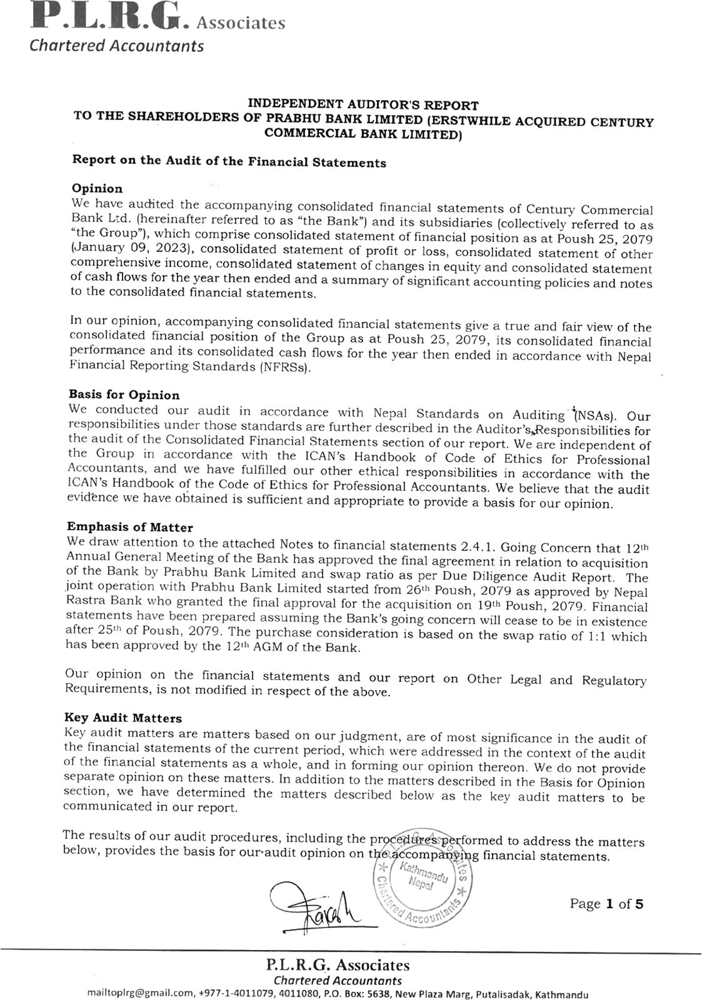 P.L.R.G. Associates
Chartered Accountants
INDEPENDENT AUDITOR'S REPORT
TO THE SHAREHOLDERS OF PRABHU BANK LIMITED (ERSTWHILE ACQUIRED CENTURY
COMMERCIAL BANK LIMITED)
Report on the Audit of the Financial Statements
Opinion
We have audited the accompanying consolidated financial statements of Century Commercial
Bank Ltd. (hereinafter referred to as “the Bank”) and its subsidiaries (collectively referred to as
“the Group”), which comprise consolidated statement of financial position as at Poush 25, 2079
(January 09, 2023), consolidated statement of profit or loss, consolidated statement of other
comprehensive income, consolidated statement of changes in equity and consolidated statement
of cash flows for the year then ended and a summary of significant accounting policies and notes
to the consolidated financial statements.
In our opinion, accompanying consolidated financial statements give a true and fair view of the
consolidated financial position of the Group as at Poush 25, 2079, its consolidated financial
performance and its consolidated cash flows for the year then ended in accordance with Nepal
Financial Reporting Standards (NFRSs).
Basis for Opinion
We conducted our audit in accordance with Nepal Standards on Auditing (NSAs). Our
responsibilities under those standards are further described in the Auditor's Responsibilities for
the audit of the Consolidated Financial Statements section of our report. We are independent of
the Group in accordance with the ICAN's Handbook of Code of Ethics for Professional
Accountants, and we have fulfilled our other ethical responsibilities in accordance with the
ICAN's Handbook of the Code of Ethics for Professional Accountants. We believe that the audit
evidence we have obtained is sufficient and appropriate to provide a basis for our opinion.
Emphasis of Matter
We draw attention to the attached Notes to financial statements 2.4.1. Going Concern that 12th
Annual General Meeting of the Bank has approved the final agreement in relation to acquisition
of the Bank by Prabhu Bank Limited and swap ratio as per Due Diligence Audit Report. The
joint operation with Prabhu Bank Limited started from 26th Poush, 2079 as approved by Nepal
Rastra Bank who granted the final approval for the acquisition on 19th Poush, 2079. Financial
statements have been prepared assuming the Bank's going concern will cease to be in existence
after 25th of Poush, 2079. The purchase consideration is based on the swap ratio of 1:1 which
has been approved by the 12th AGM of the Bank.
Our opinion on the financial statements and our report on Other Legal and Regulatory
Requirements, is not modified in respect of the above.
Key Audit Matters
Key audit matters are matters based on our judgment, are of most significance in the audit of
the financial statements of the current period, which were addressed in the context of the audit
of the financial statements as a whole, and in forming our opinion thereon. We do not provide
separate opinion on these matters. In addition to the matters described in the Basis for Opinion
section, we have determined the matters described below as the key audit matters to be
communicated in our report.
The results of our audit procedures, including the procedures performed to address the matters
below, provides the basis for our audit opinion on the accompanying financial statements.
P.L.R.G. Associates
Kathmandu
Nepal
Chartered Accountants
Page 1 of 5
P.L.R.G. Associates
Chartered Accountants
mailtoplrg@gmail.com, +977-1-4011079, 4011080, P.O. Box: 5638, New Plaza Marg, Putalisadak, Kathmandu